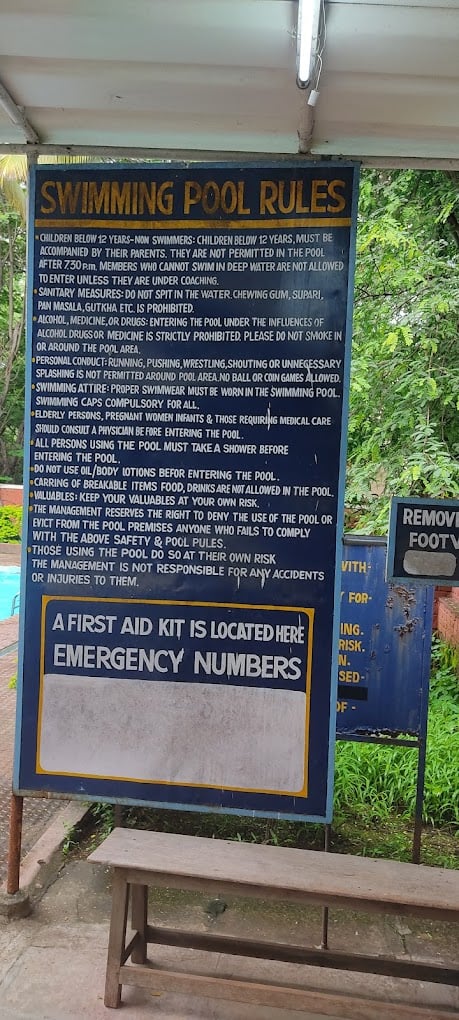 SWIMMING POOL RULES
• CHILDREN BELOW 12 YEARS-NON SWIMMERS: CHILDREN BELOW 12 YEARS, MUST BE
ACCOMPANIED BY THEIR PARENTS. THEY ARE NOT PERMITTED IN THE POOL
AFTER 7.30 P.m. MEMBERS WHO CANNOT SWIM IN DEEP WATER ARE NOT ALLOWED
TO ENTER UNLESS THEY ARE UNDER COACHING.
• SANITARY MEASURES: DO NOT SPIT IN THE WATER. CHEWING GUM, SUPARI,
PAN MASALA, GUTKHA ETC. IS PROHIBITED.
• ALCOHOL, MEDICINE, OR DRUGS: ENTERING THE POOL UNDER THE INFLUENCES OF
ALCOHOL DRUGS OR MEDICINE IS STRICTLY PROHIBITED. PLEASE DO NOT SMOKE IN
OR AROUND THE POOL AREA.
• PERSONAL CONDUCT: RUNNING, PUSHING, WRESTLING, SHOUTING OR UNNECESSARY
SPLASHING IS NOT PERMITTED AROUND POOL AREA. NO BALL OR COIN GAMES ALLOWED.
• SWIMMING ATTIRE: PROPER SWIMWEAR MUST BE WORN IN THE SWIMMING POOL.
SWIMMING CAPS COMPULSORY FOR ALL.
• ELDERLY PERSONS, PREGNANT WOMEN INFANTS & THOSE REQUIRING MEDICAL CARE
SHOULD CONSULT A PHYSICIAN BEFORE ENTERING THE POOL.
• ALL PERSONS USING THE POOL MUST TAKE A SHOWER BEFORE
ENTERING THE POOL.
• DO NOT USE OIL/BODY LOTIONS BEFOR ENTERING THE POOL.
• CARRING OF BREAKABLE ITEMS FOOD, DRINKS ARE NOT ALLOWED IN THE POOL.
• VALUABLES: KEEP YOUR VALUABLES AT YOUR OWN RISK.
• THE MANAGEMENT RESERVES THE RIGHT TO DENY THE USE OF THE POOL OR
EVICT FROM THE POOL PREMISES ANYONE WHO FAILS TO COMPLY
WITH THE ABOVE SAFETY & POOL RULES.
• THOSE USING THE POOL DO SO AT THEIR OWN RISK
THE MANAGEMENT IS NOT RESPONSIBLE FOR ANY ACCIDENTS
OR INJURIES TO THEM.
A FIRST AID KIT IS LOCATED HERE
EMERGENCY NUMBERS
REMOV
FOOTV
WITH-
FOR-
ING.
RISK.
N.
SED-
OF -